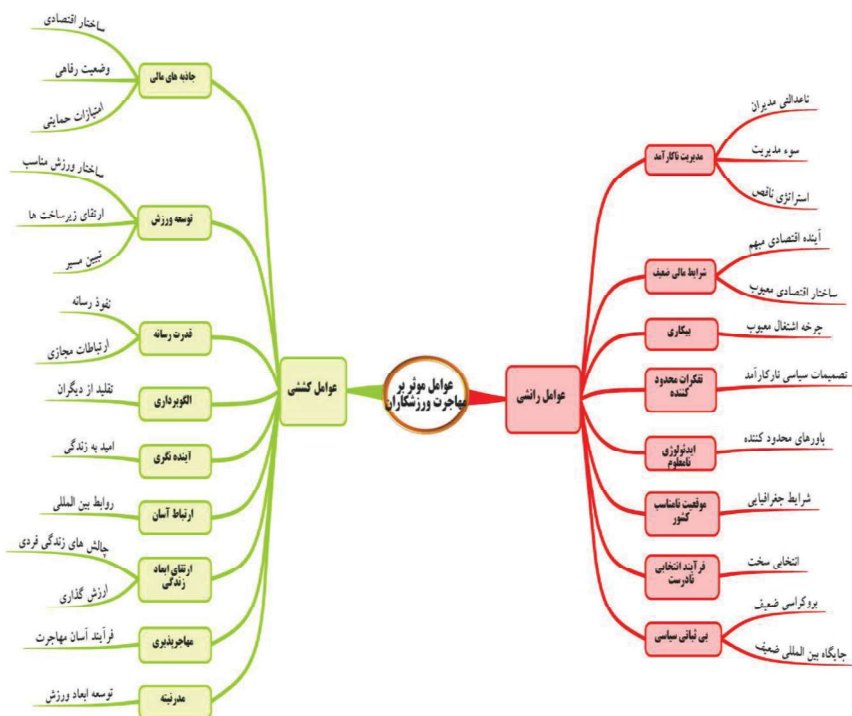 عوامل موثر بر
مهاجرت ورزشکاران
عوامل رانشی
مدیریت ناکارآمد
ناعدالتی مدیران
سوء مدیریت
استراتژی ناقص
شرایط مالی ضعیف
آینده اقتصادی مبهم
ساختار اقتصادی معیوب
بیکاری
چرخه اشتغال معیوب
تفکرات محدود
کننده
تصمیمات سیاسی نارکارآمد
ایدئولوژی
نامعلوم
باورهای محدود کننده
موقعیت نامناسب
کشور
شرایط جغرافیایی
فرآیند انتخابی
نادرست
انتخابی سخت
بی ثباتی سیاسی
بروکراسی ضعیف
جایگاه بین المللی ضعیف
عوامل کششی
جاذبه های مالی
ساختار اقتصادی
وضعیت رفاهی
امتیازات حمایتی
توسعه ورزش
ساختار ورزش مناسب
ارتقای زیرساخت ها
تبیین مسیر
قدرت رسانه
نفوذ رسانه
ارتباطات مجازی
الگوبرداری
تقلید از دیگران
آینده نگری
امید به زندگی
ارتباط آسان
روابط بین المللی
ارتقای ابعاد
زندگی
چالش های زندگی فردی
ارزش گذاری
مهاجرپذیری
فرآیند آسان مهاجرت
مدرنیته
توسعه ابعاد ورزش